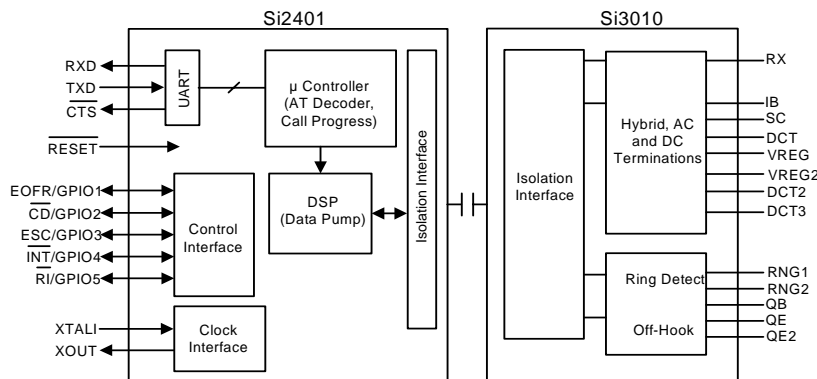 Si2401
Si3010
RXD
TXD
CTS
RESET
EOFR/GPIO1
CD/GPIO2
ESC/GPIO3
INT/GPIO4
RI/GPIO5
XTALI
XOUT
UART
µ Controller
(AT Decoder,
Call Progress)
Control
Interface
DSP
(Data Pump)
Clock
Interface
Isolation Interface
Isolation
Interface
Hybrid, AC
and DC
Terminations
Ring Detect
Off-Hook
RX
IB
SC
DCT
VREG
VREG2
DCT2
DCT3
RNG1
RNG2
QB
QE
QE2